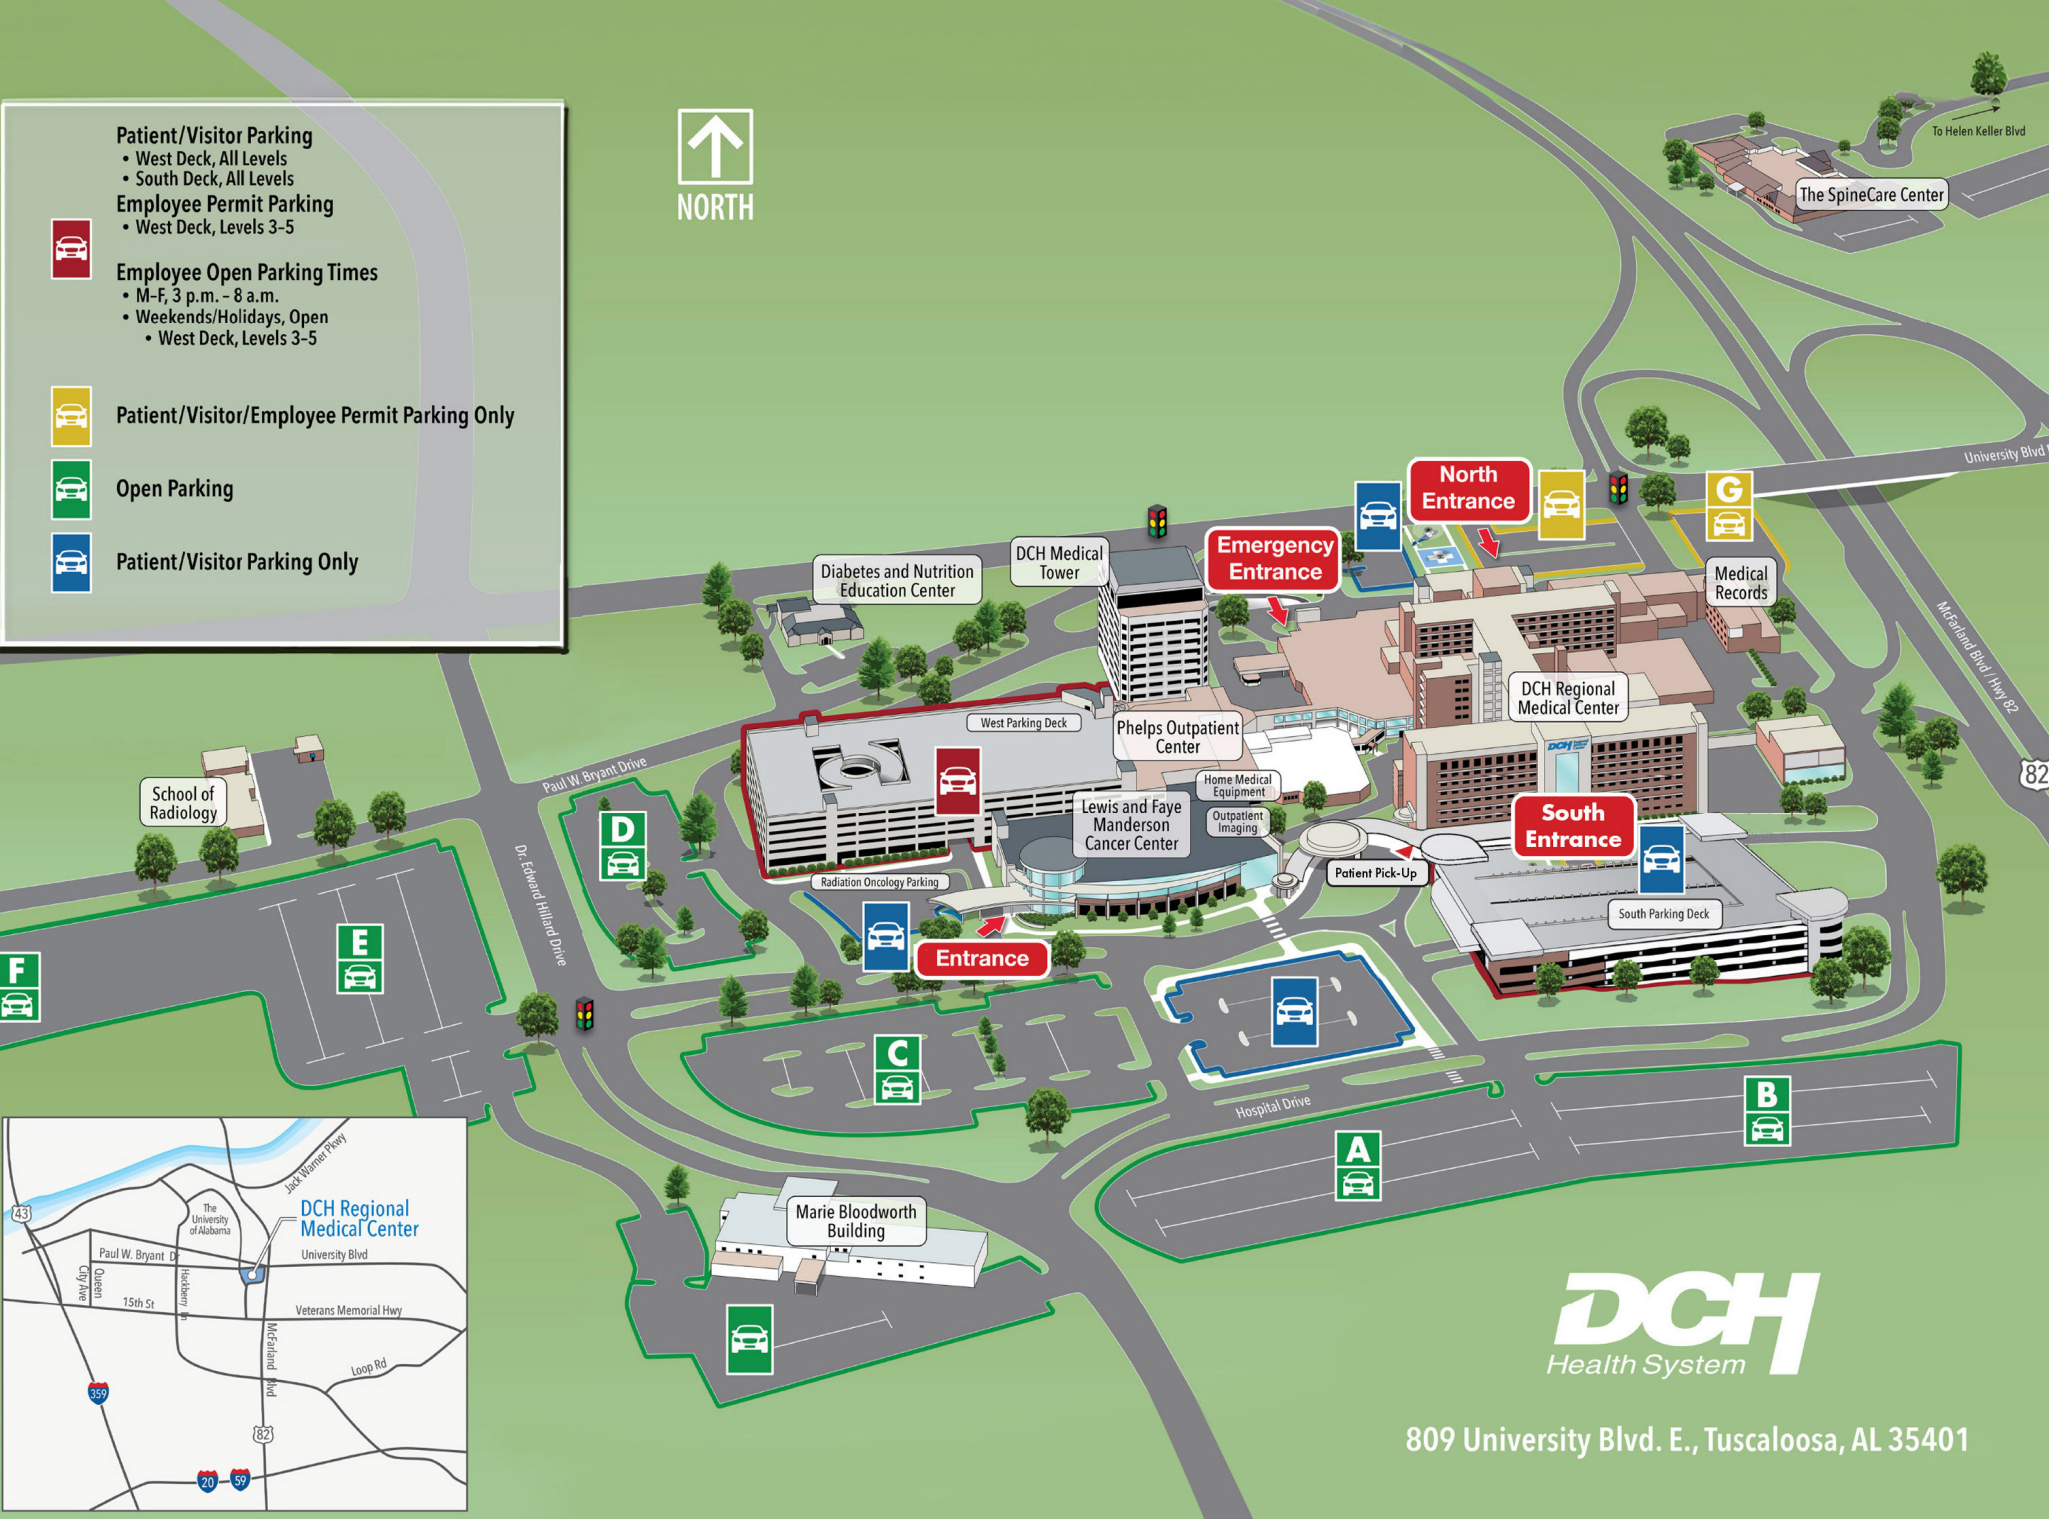 Patient/Visitor Parking
• West Deck, All Levels
• South Deck, All Levels
Employee Permit Parking
• West Deck, Levels 3–5
Employee Open Parking Times
• M–F, 3 p.m. – 8 a.m.
• Weekends/Holidays, Open
• West Deck, Levels 3–5
Patient/Visitor/Employee Permit Parking Only
Open Parking
Patient/Visitor Parking Only
NORTH
To Helen Keller Blvd
The SpineCare Center
University Blvd
North
Entrance
G
Emergency
Entrance
DCH Medical
Tower
Diabetes and Nutrition
Education Center
Medical
Records
McFarland Blvd / Hwy 82
82
DCH Regional
Medical Center
DCH
West Parking Deck
Phelps Outpatient
Center
Home Medical
Equipment
Outpatient
Imaging
Lewis and Faye
Manderson
Cancer Center
Paul W. Bryant Drive
School of
Radiology
D
Dr. Edward Hillard Drive
Radiation Oncology Parking
Entrance
Patient Pick-Up
South
Entrance
South Parking Deck
E
F
C
Hospital Drive
B
A
Marie Bloodworth
Building
Jack Warner Pkwy
43
The
University
of Alabama
DCH Regional
Medical Center
Paul W. Bryant D
University Blvd
Queen
City Ave
Hackberry Ln
15th St
Veterans Memorial Hwy
McFarland Blvd
Loop Rd
359
82
20
59
DCH
Health System
809 University Blvd. E., Tuscaloosa, AL 35401